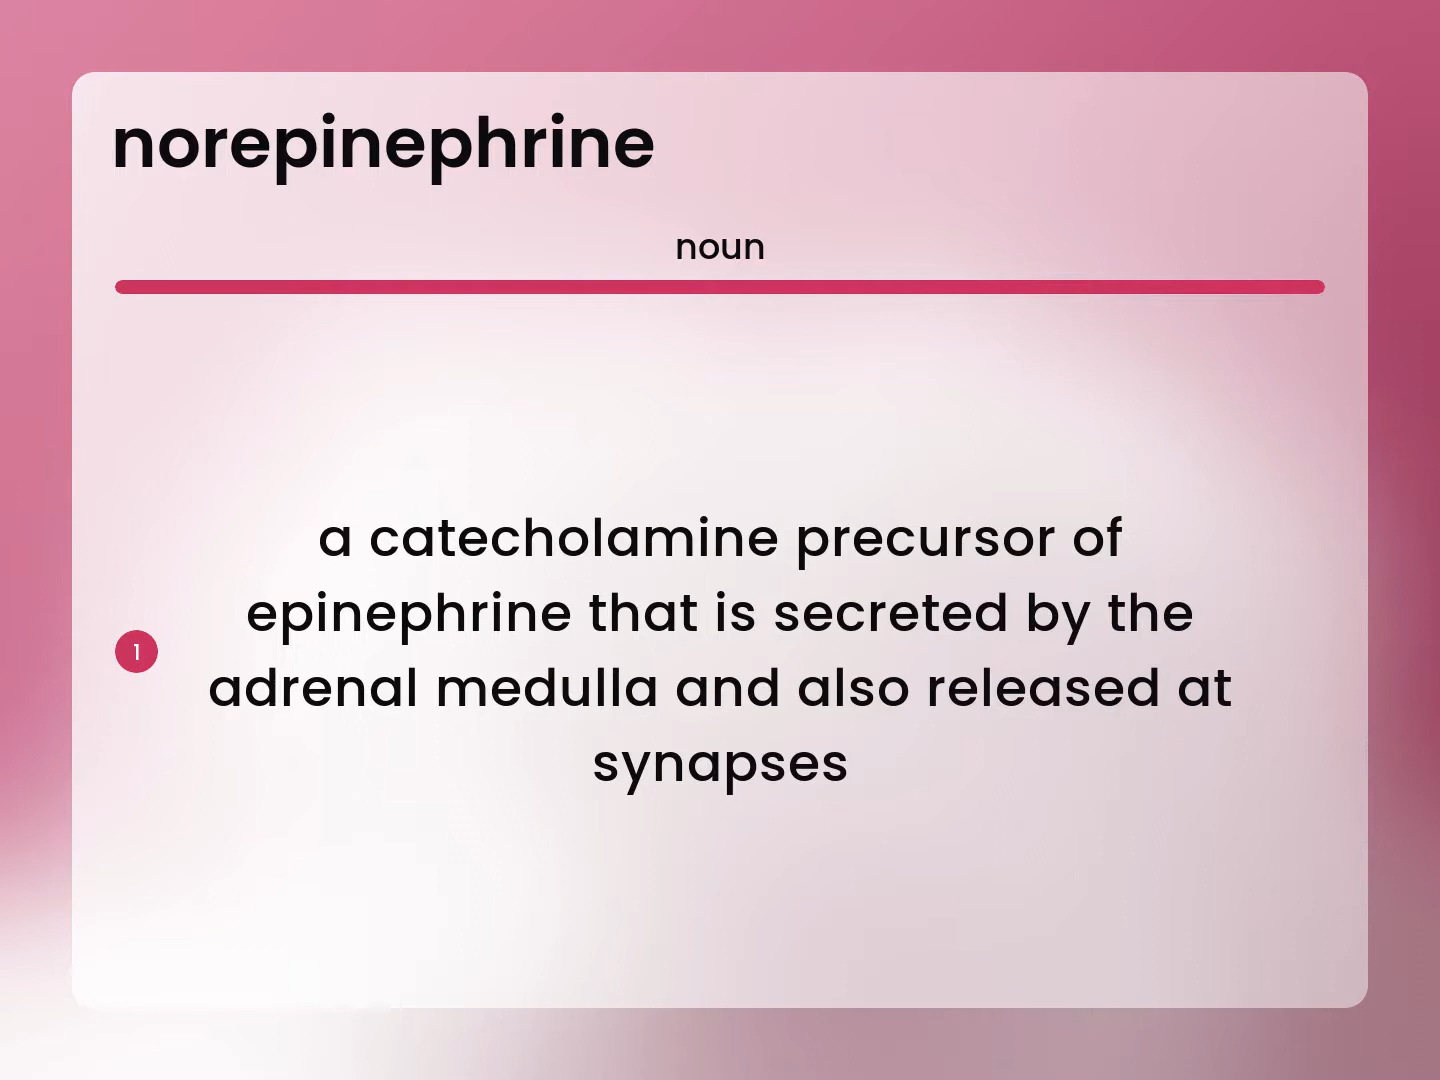 norepinephrine
noun
1
a catecholamine precursor of
epinephrine that is secreted by the
adrenal medulla and also released at
synapses